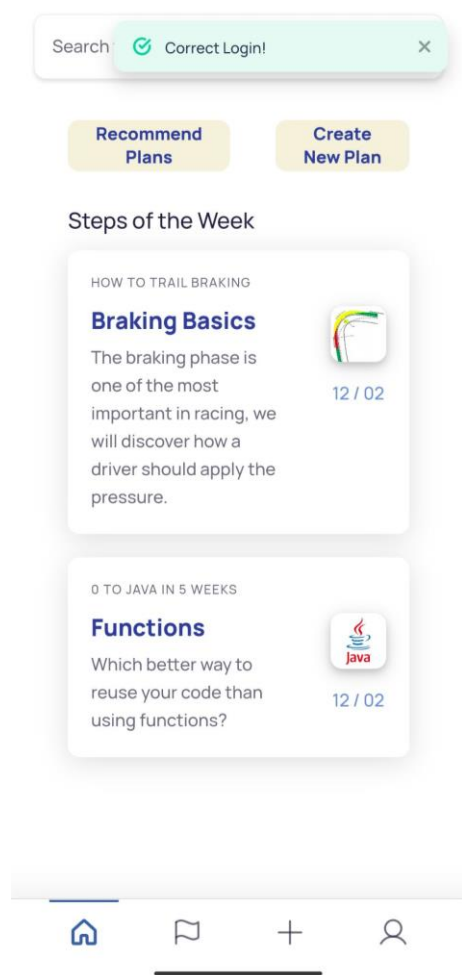 Search
Correct Login!
Recommend
Plans
Create
New Plan
Steps of the Week
HOW TO TRAIL BRAKING
Braking Basics
The braking phase is
one of the most
important in racing, we
will discover how a
driver should apply the
pressure.
12 / 02
0 TO JAVA IN 5 WEEKS
Functions
Which better way to
reuse your code than
using functions?
Java
12 / 02